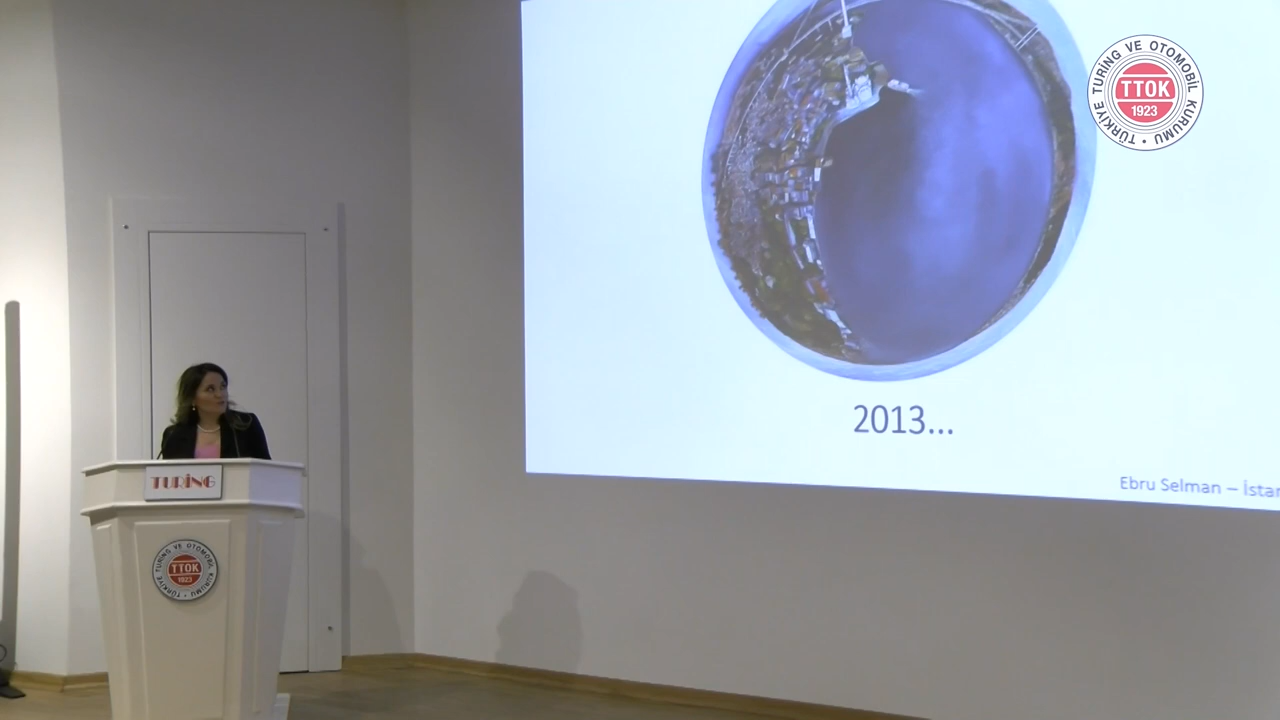 TÜRKİYE TURİNG VE OTOMOBİL KURUMU
TTOK
1923
2013...
Ebru Selman – İstan
TURİNG
TÜRKİYE TURİNG VE OTOMOBİL KURUMU
TTOK
1923